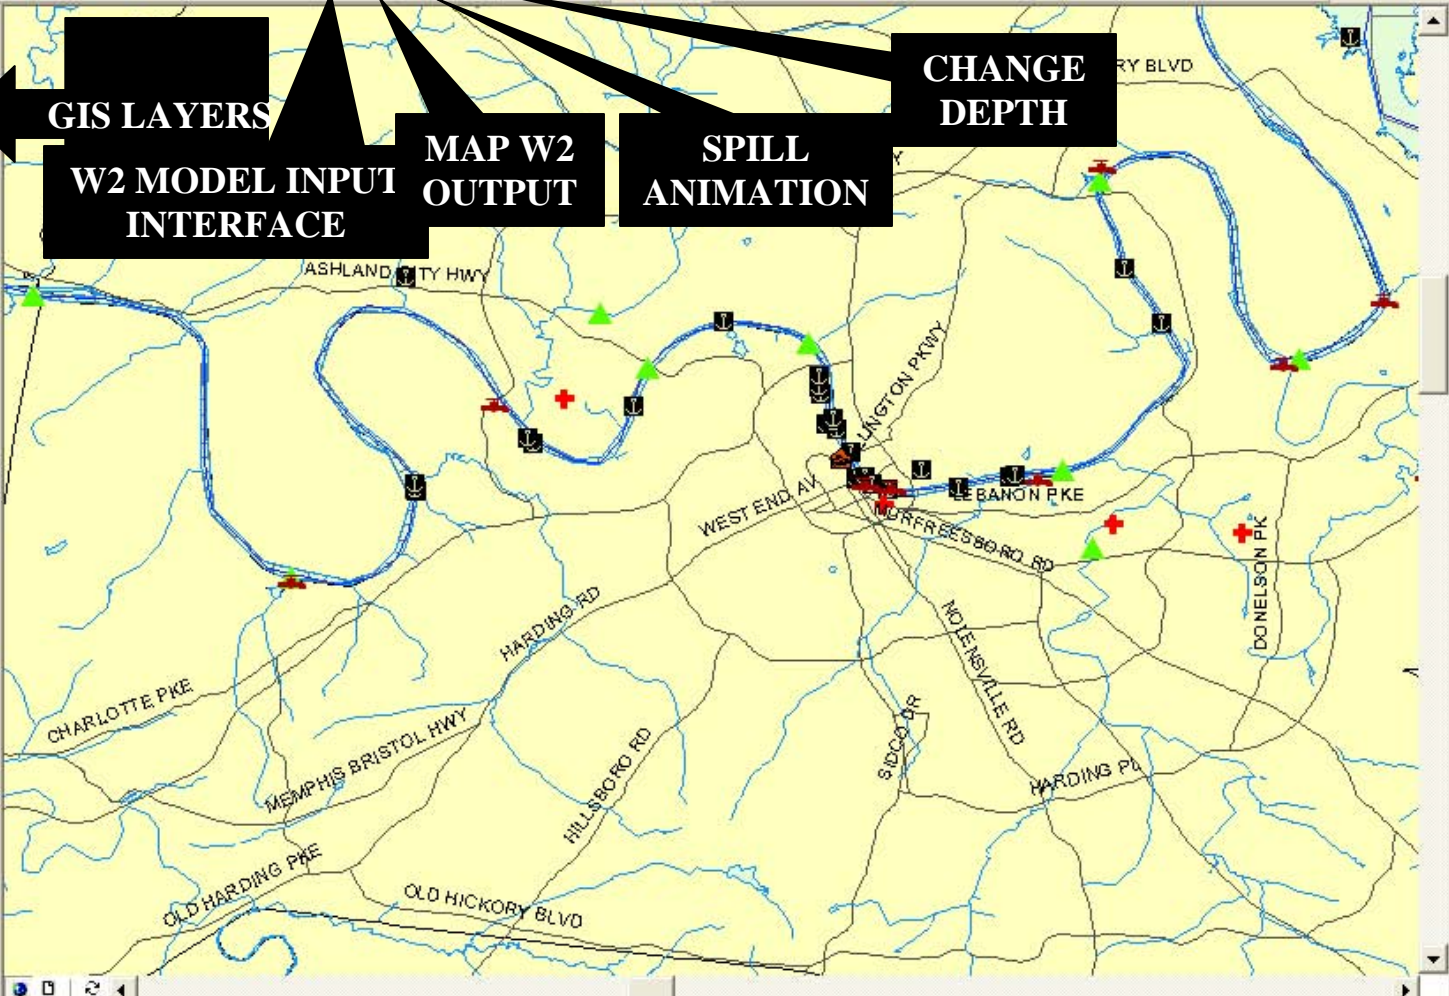 CHANGE
DEPTH
RY BLVD
GIS LAYERS
MAP W2
OUTPUT
SPILL
ANIMATION
W2 MODEL INPUT
INTERFACE
Y
ASHLAND CITY HWY
LLINGTON PKWY
WEST END AV
LEBANON PKE
MURFREESBORO RD
DONELSON PK
HARDING RD
NOLENSVILLE RD
CHARLOTTE PKE
MEMPHIS BRISTOL HWY
HILLSBORO RD
SIDCO DR
HARDING PL
OLD HARDING PKE
OLD HICKORY BLVD